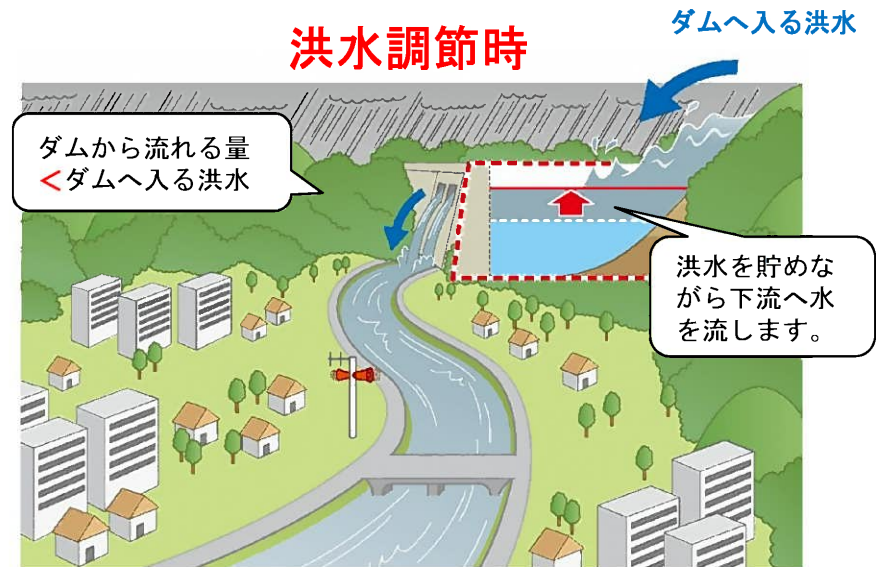 洪水調節時
ダムへ入る洪水
ダムから流れる量
＜ダムへ入る洪水
洪水を貯めな
がら下流へ水
を流します。